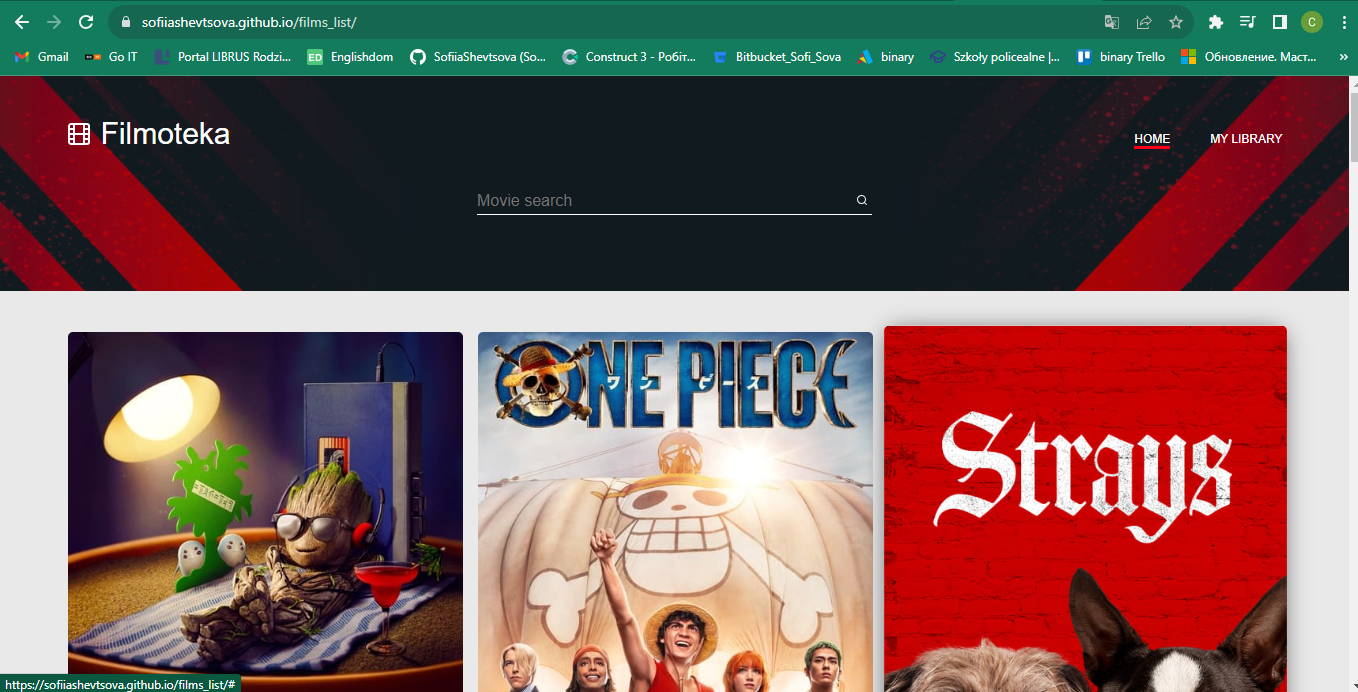 sofiiashevtsova.github.io/films_list/
C
Gmail
Go IT
Portal LIBRUS Rodzi...
ED
Englishdom
SofiiaShevtsova (So...
Construct 3 - Робіт...
Bitbucket_Sofi_Sova
binary
Szkoły policealne |...
binary Trello
Обновление. Маст...
»
Filmoteka
HOME
MY LIBRARY
Movie search
ONE PIECE
ワンピース
Strays
https://sofiiashevtsova.github.io/films_list/#